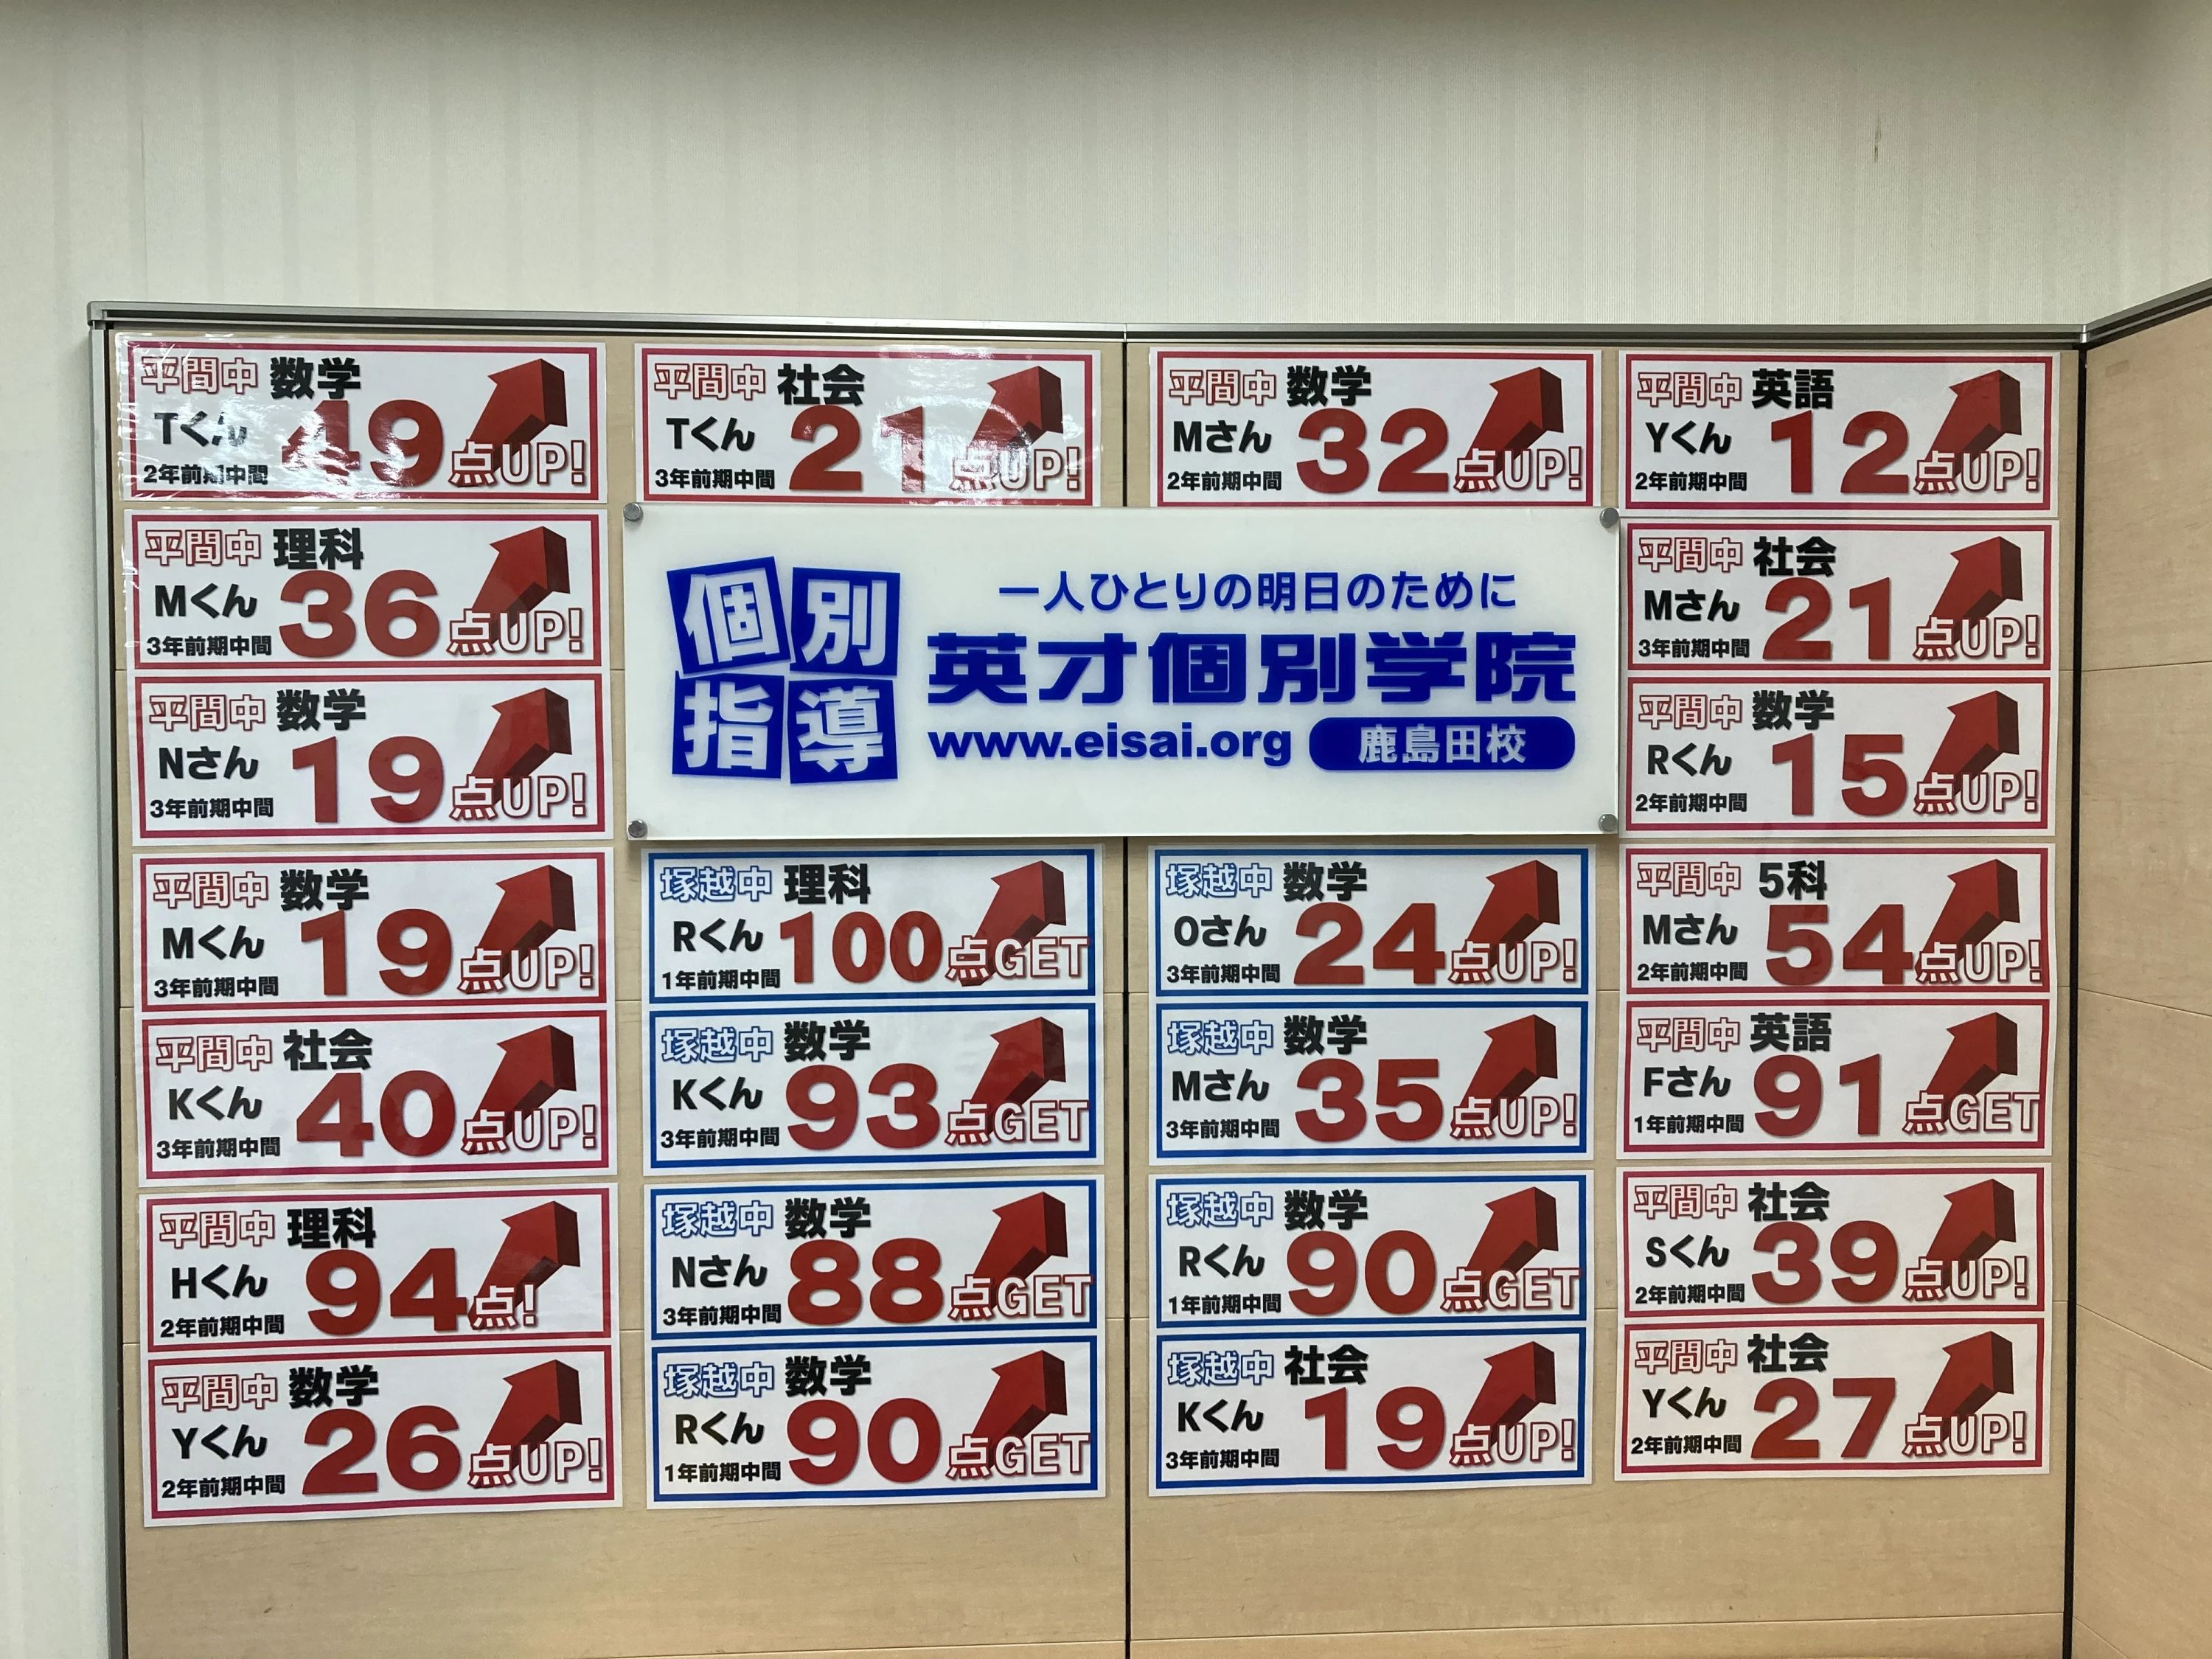 平間中 数学
Tくん 49点UP!
2年前期中間
平間中 社会
Tくん 21点UP!
3年前期中間
平間中 数学
Mさん 32点UP!
2年前期中間
平間中 英語
Yくん 12点UP!
2年前期中間
平間中 理科
Mくん 36点UP!
3年前期中間
平間中 数学
Nさん 19点UP!
3年前期中間
個別
指導
一人ひとりの明日のために
英才個別学院
www.eisai.org 鹿島田校
平間中 社会
Mさん 21点UP!
3年前期中間
平間中 数学
Rくん 15点UP!
2年前期中間
平間中 数学
Mくん 19点UP!
3年前期中間
塚越中 理科
Rくん 100点GET
1年前期中間
塚越中 数学
Oさん 24点UP!
3年前期中間
平間中 5科
Mさん 54点UP!
2年前期中間
平間中 社会
Kくん 40点UP!
3年前期中間
塚越中 数学
Kくん 93点GET
3年前期中間
塚越中 数学
Mさん 35点UP!
3年前期中間
平間中 英語
Fさん 91点GET
1年前期中間
平間中 理科
Hくん 94点!
2年前期中間
塚越中 数学
Nさん 88点GET
3年前期中間
塚越中 数学
Rくん 90点GET
1年前期中間
平間中 社会
Sくん 39点UP!
2年前期中間
平間中 数学
Yくん 26点UP!
2年前期中間
塚越中 数学
Rくん 90点GET
1年前期中間
塚越中 社会
Kくん 19点UP!
3年前期中間
平間中 社会
Yくん 27点UP!
2年前期中間